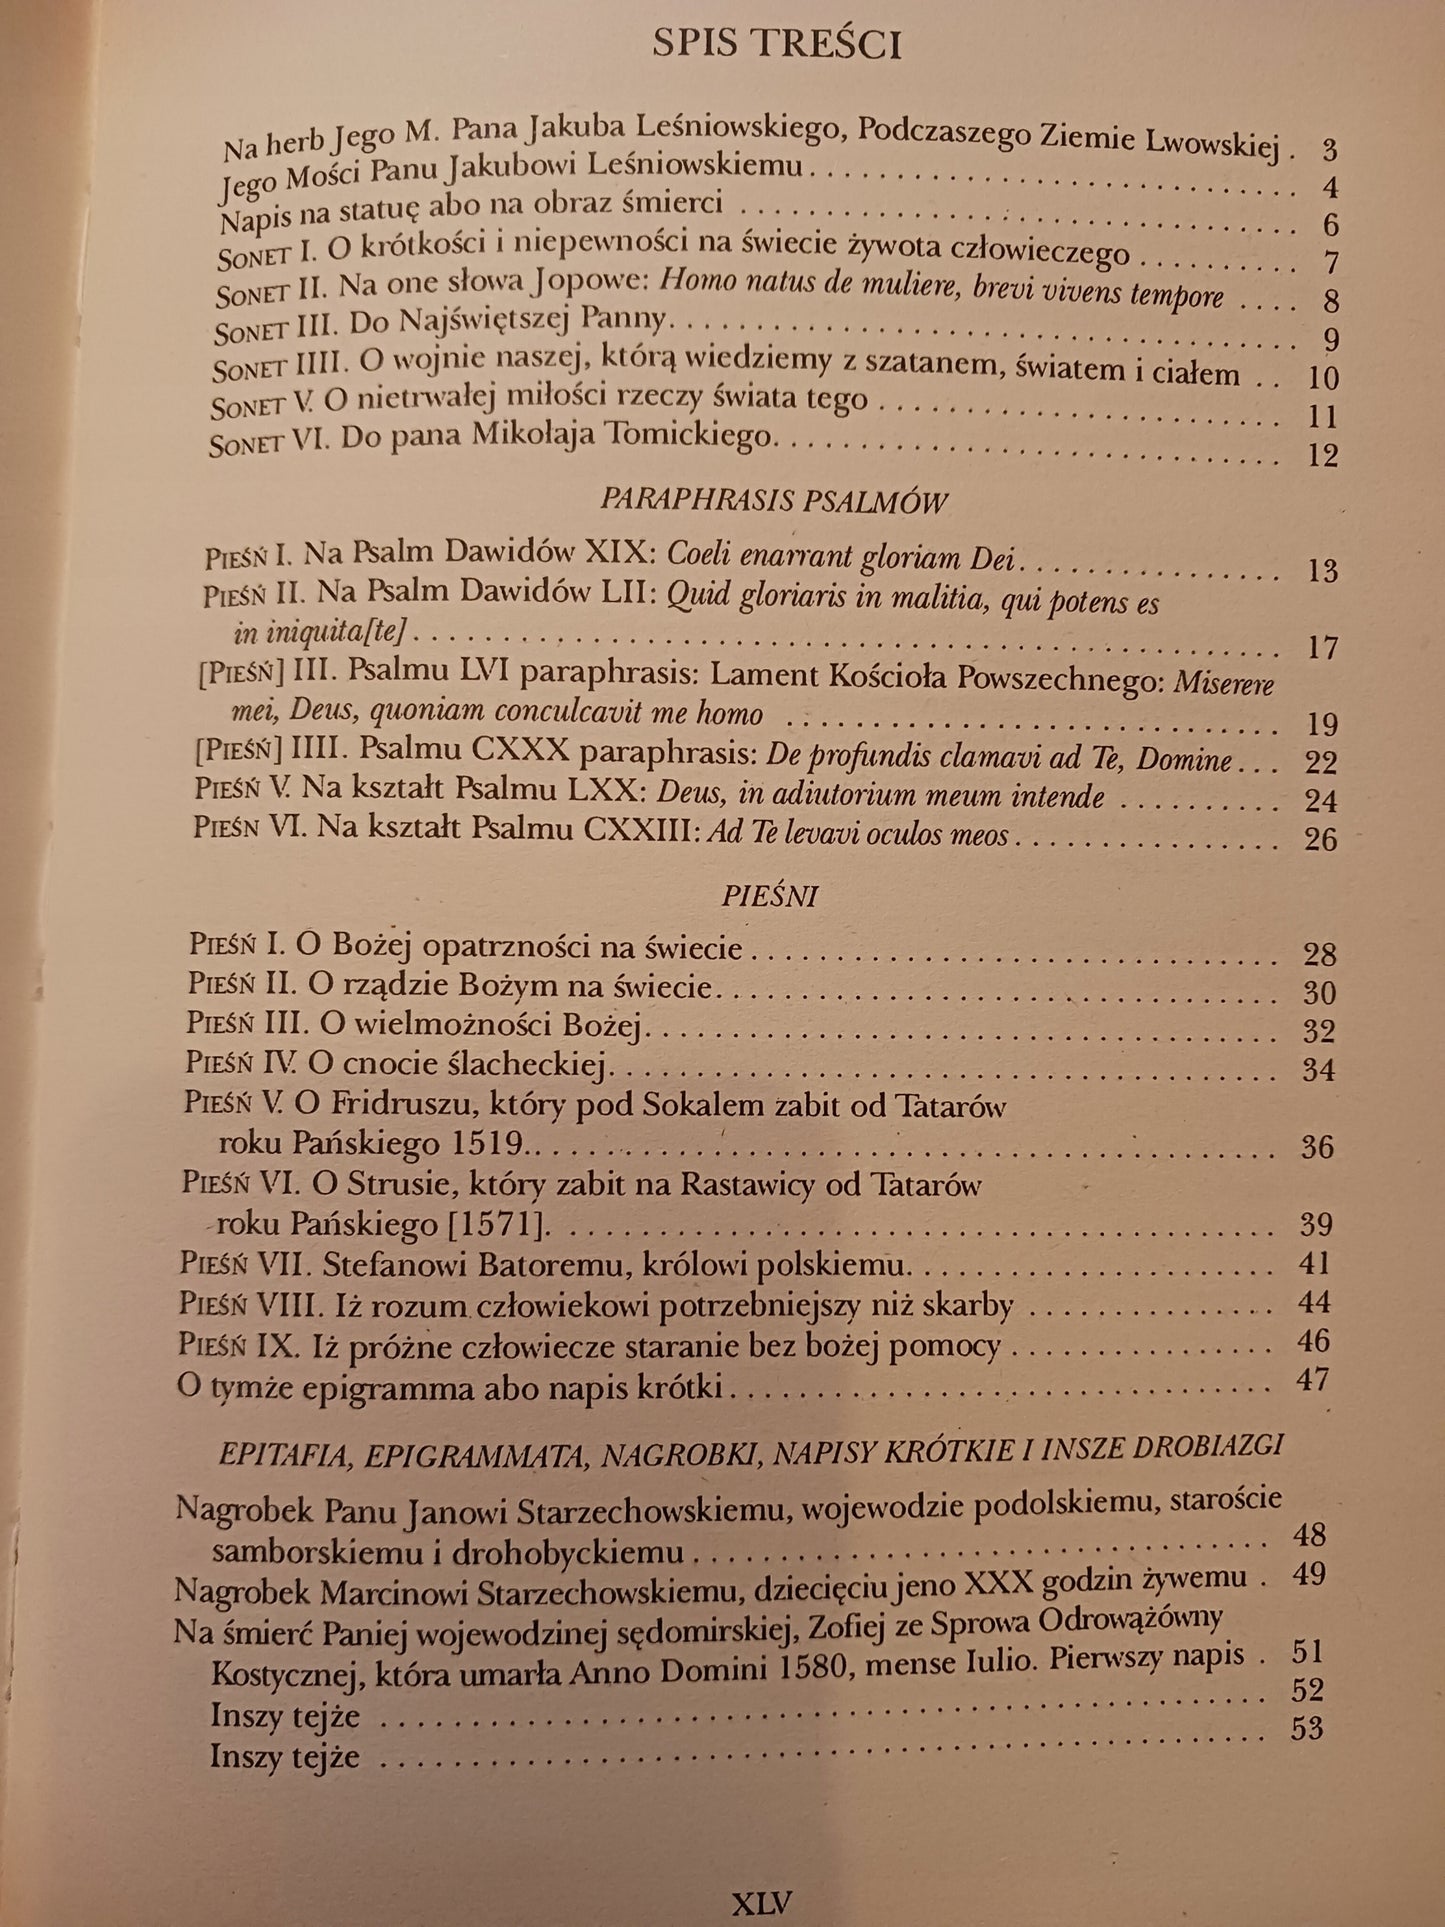 SPIS TREŚCI
Na herb Jego M. Pana Jakuba Leśniowskiego, Podczaszego Ziemie Lwowskiej . 3
Jego Mości Panu Jakubowi Leśniowskiemu . . . . . . . . . . . . . . . . . . . . 4
Napis na statuę abo na obraz śmierci . . . . . . . . . . . . . . . . . . . . 6
SONET I. O krótkości i niepewności na świecie żywota człowieczego . . . . . . . . . . 7
SONET II. Na one słowa Jopowe: Homo natus de muliere, brevi vivens tempore . . . . 8
SONET III. Do Najświętszej Panny. . . . . . . . . . . . . . . . . . . . 9
SONET IIII. O wojnie naszej, którą wiedziemy z szatanem, światem i ciałem . . 10
SONET V. O nietrwałej miłości rzeczy świata tego . . . . . . . . . . . . . . . . . . . . 11
SONET VI. Do pana Mikołaja Tomickiego. . . . . . . . . . . . . . . . . . . . 12
PARAPHRASIS PSALMÓW
PIEŚŃ I. Na Psalm Dawidów XIX: Coeli enarrant gloriam Dei. . . . . . . . . . . . . . . . 13
PIEŚŃ II. Na Psalm Dawidów LII: Quid gloriaris in malitia, qui potens es
in iniquita[te] . . . . . . . . . . . . . . . . . . . . 17
[PIEŚŃ] III. Psalmu LVI paraphrasis: Lament Kościoła Powszechnego: Miserere
mei, Deus, quoniam conculcavit me homo . . . . . . . . . . . . . . . . . . . . 19
[PIEŚŃ] IIII. Psalmu CXXX paraphrasis: De profundis clamavi ad Te, Domine . . . 22
PIEŚŃ V. Na kształt Psalmu LXX: Deus, in adiutorium meum intende . . . . . . . . . . 24
PIEŚN VI. Na kształt Psalmu CXXIII: Ad Te levavi oculos meos . . . . . . . . . . . . . . . . 26
PIEŚNI
PIEŚŃ I. O Bożej opatrzności na świecie . . . . . . . . . . . . . . . . . . . . 28
PIEŚŃ II. O rządzie Bożym na świecie. . . . . . . . . . . . . . . . . . . . 30
PIEŚŃ III. O wielmożności Bożej. . . . . . . . . . . . . . . . . . . . 32
PIEŚŃ IV. O cnocie ślacheckiej. . . . . . . . . . . . . . . . . . . . 34
PIEŚŃ V. O Fridruszu, który pod Sokalem zabit od Tatarów
roku Pańskiego 1519. . . . . . . . . . . . . . . . . . . . 36
PIEŚŃ VI. O Strusie, który zabit na Rastawicy od Tatarów
roku Pańskiego [1571]. . . . . . . . . . . . . . . . . . . . 39
PIEŚŃ VII. Stefanowi Batoremu, królowi polskiemu. . . . . . . . . . . . . . . . . . . . 41
PIEŚŃ VIII. Iż rozum człowiekowi potrzebniejszy niż skarby . . . . . . . . . . . . . . . 44
PIEŚŃ IX. Iż próżne człowiecze staranie bez bożej pomocy . . . . . . . . . . . . . . . . 46
O tymże epigramma abo napis krótki . . . . . . . . . . . . . . . . . . . . 47
EPITAFIA, EPIGRAMMATA, NAGROBKI, NAPISY KRÓTKIE I INSZE DROBIAZGI
Nagrobek Panu Janowi Starzechowskiemu, wojewodzie podolskiemu, staroście
samborskiemu i drohobyckiemu . . . . . . . . . . . . . . . . . . . . 48
Nagrobek Marcinowi Starzechowskiemu, dziecięciu jeno XXX godzin żywemu . 49
Na śmierć Paniej wojewodzinej sędomirskiej, Zofiej ze Sprowa Odrowążówny
Kostycznej, która umarła Anno Domini 1580, mense Iulio. Pierwszy napis . 51
Inszy tejże . . . . . . . . . . . . . . . . . . . . 52
Inszy tejże . . . . . . . . . . . . . . . . . . . . 53
XLV